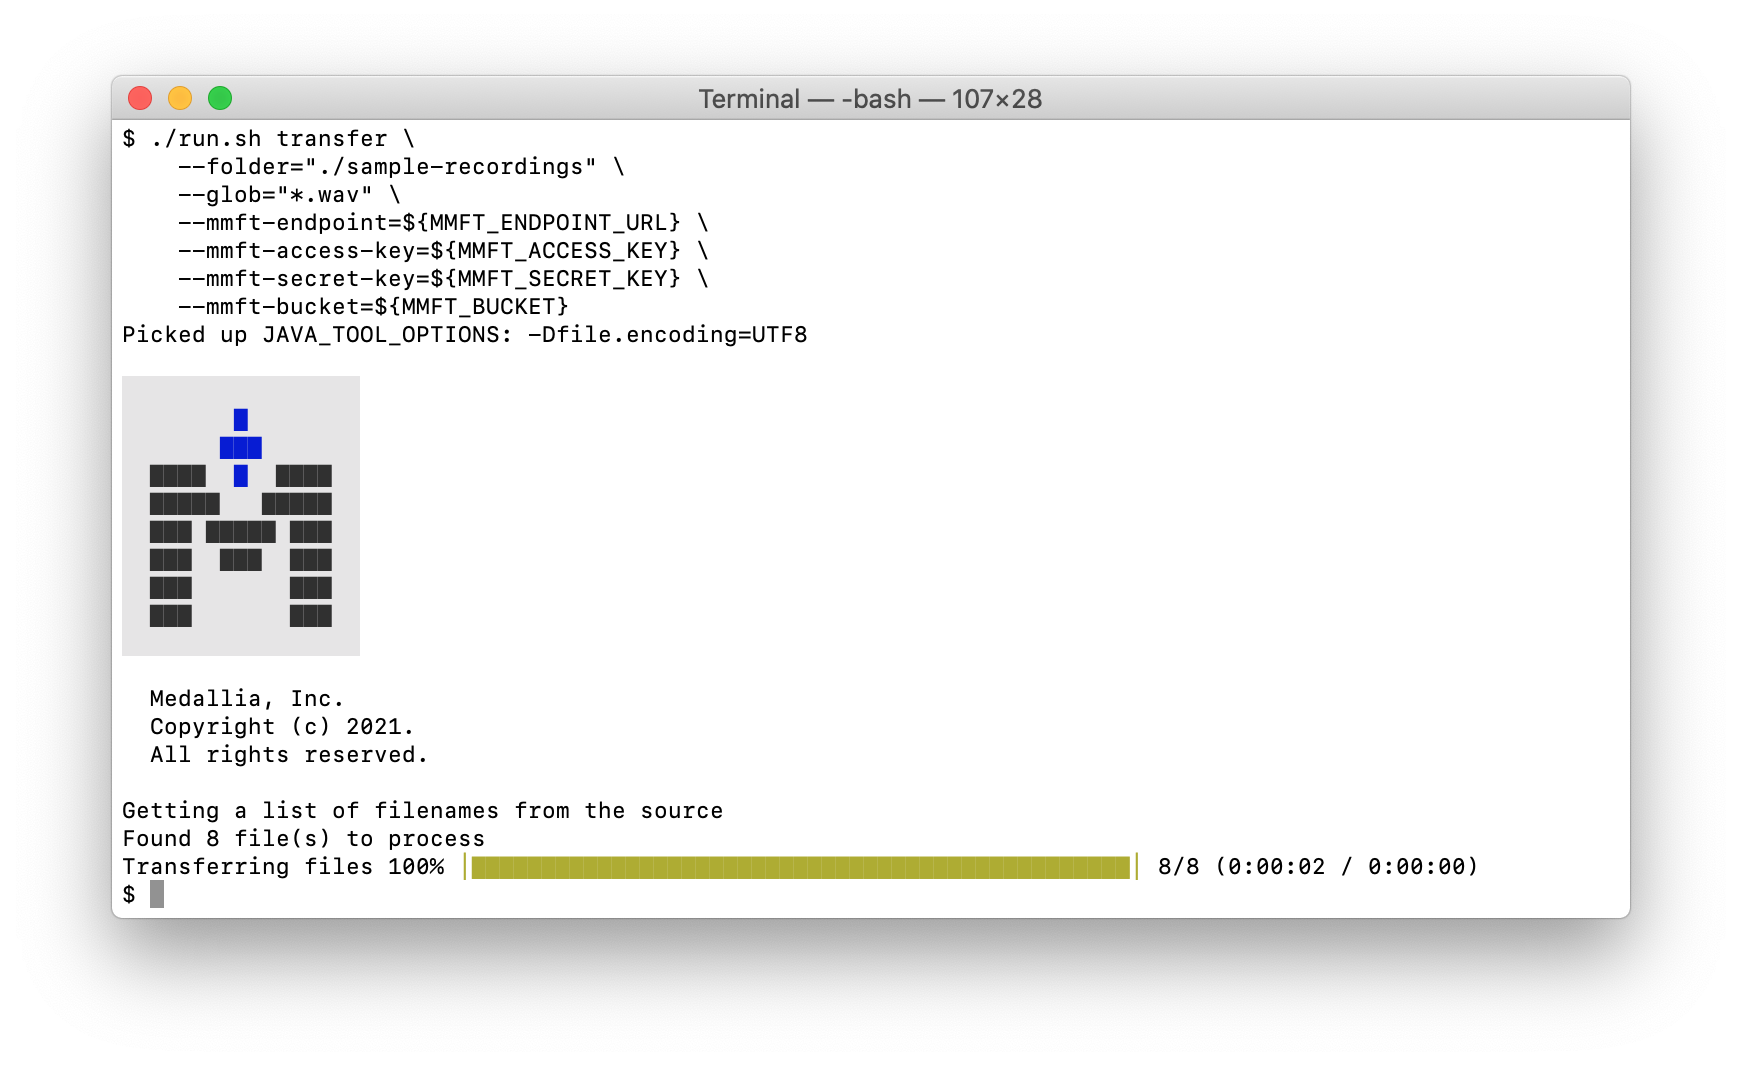 Terminal — -bash — 107×28
$ ./run.sh transfer \
    --folder="./sample-recordings" \
    --glob="*.wav" \
    --mmft-endpoint=${MMFT_ENDPOINT_URL} \
    --mmft-access-key=${MMFT_ACCESS_KEY} \
    --mmft-secret-key=${MMFT_SECRET_KEY} \
    --mmft-bucket=${MMFT_BUCKET}
Picked up JAVA_TOOL_OPTIONS: -Dfile.encoding=UTF8
  Medallia, Inc.
  Copyright (c) 2021.
  All rights reserved.
Getting a list of filenames from the source
Found 8 file(s) to process
Transferring files 100% 8/8 (0:00:02 / 0:00:00)
$